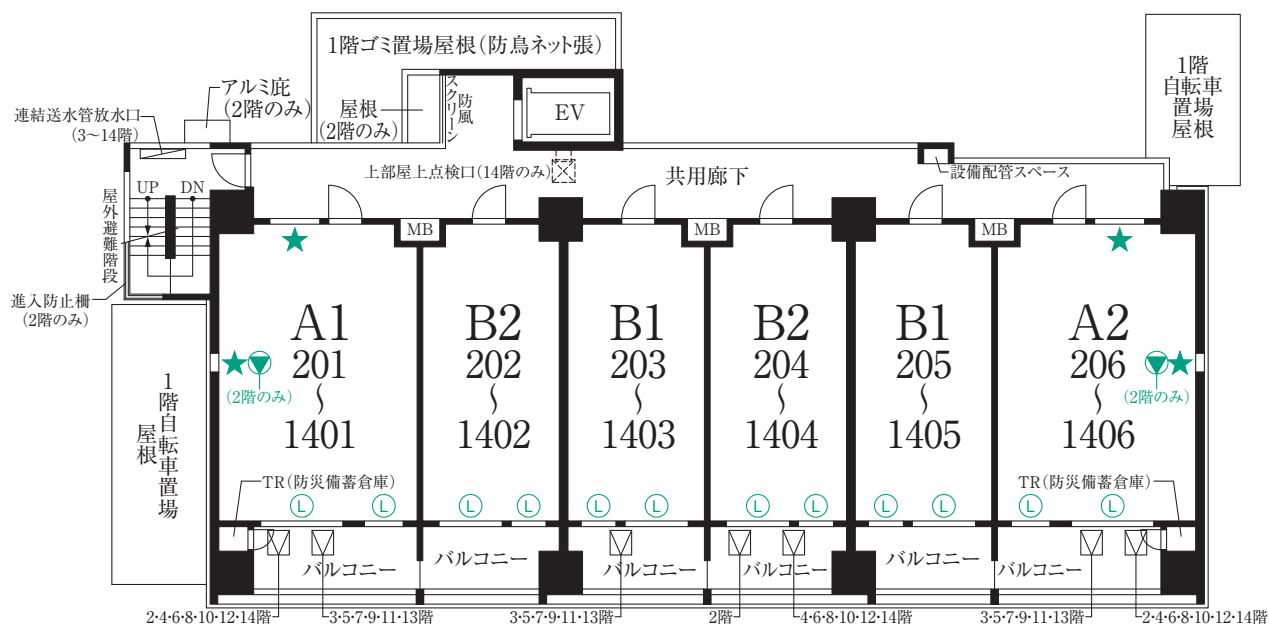 1階ゴミ置場屋根(防鳥ネット張)
アルミ庇
(2階のみ)
連結送水管放水口
(3〜14階)
屋根
(2階のみ)
防風
スクリーン
EV
1階
自転車
置場
屋根
上部屋上点検口(14階のみ)
共用廊下
設備配管スペース
UP
DN
屋外避難階段
進入防止柵
(2階のみ)
MB
MB
MB
A1
201
〜
1401
B2
202
〜
1402
B1
203
〜
1403
B2
204
〜
1404
B1
205
〜
1405
A2
206
〜
1406
(2階のみ)
(2階のみ)
1階自転車置場
屋根
TR(防災備蓄倉庫)
TR(防災備蓄倉庫)
L
L
L
L
L
L
L
L
L
L
L
L
バルコニー
バルコニー
バルコニー
バルコニー
バルコニー
バルコニー
2・4・6・8・10・12・14階
3・5・7・9・11・13階
3・5・7・9・11・13階
2階
4・6・8・10・12・14階
3・5・7・9・11・13階
2・4・6・8・10・12・14階